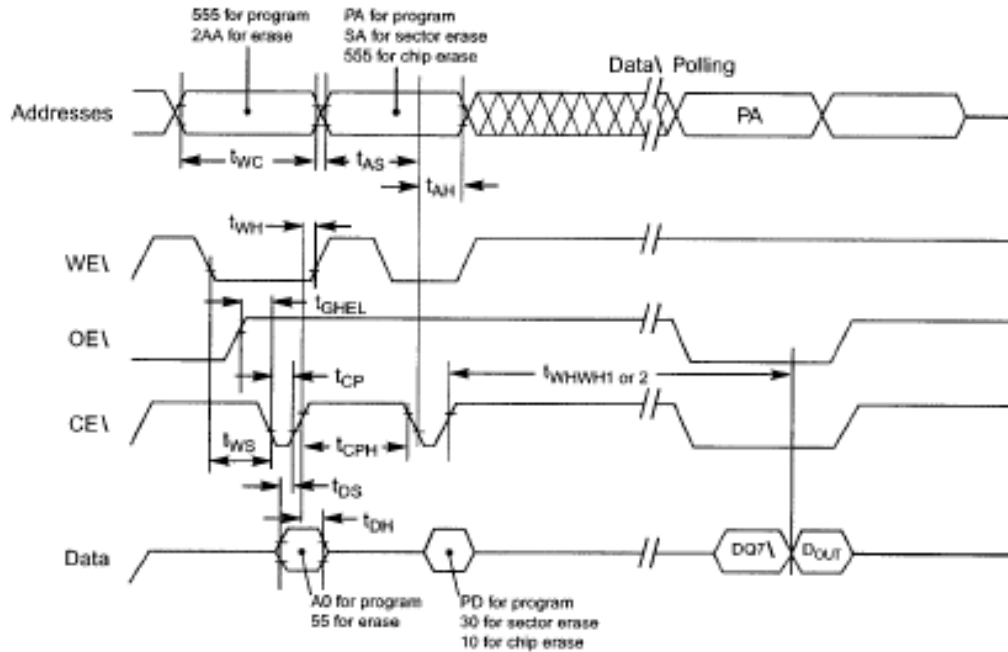 555 for program
2AA for erase
PA for program
SA for sector erase
555 for chip erase
Data\ Polling
Addresses
PA
tWC
tAS
tAH
tWH
WE\
tGHEL
OE\
tCP
tWHWH1 or 2
CE\
tWS
tCPH
tDS
tDH
Data
DQ7\
DOUT
A0 for program
55 for erase
PD for program
30 for sector erase
10 for chip erase